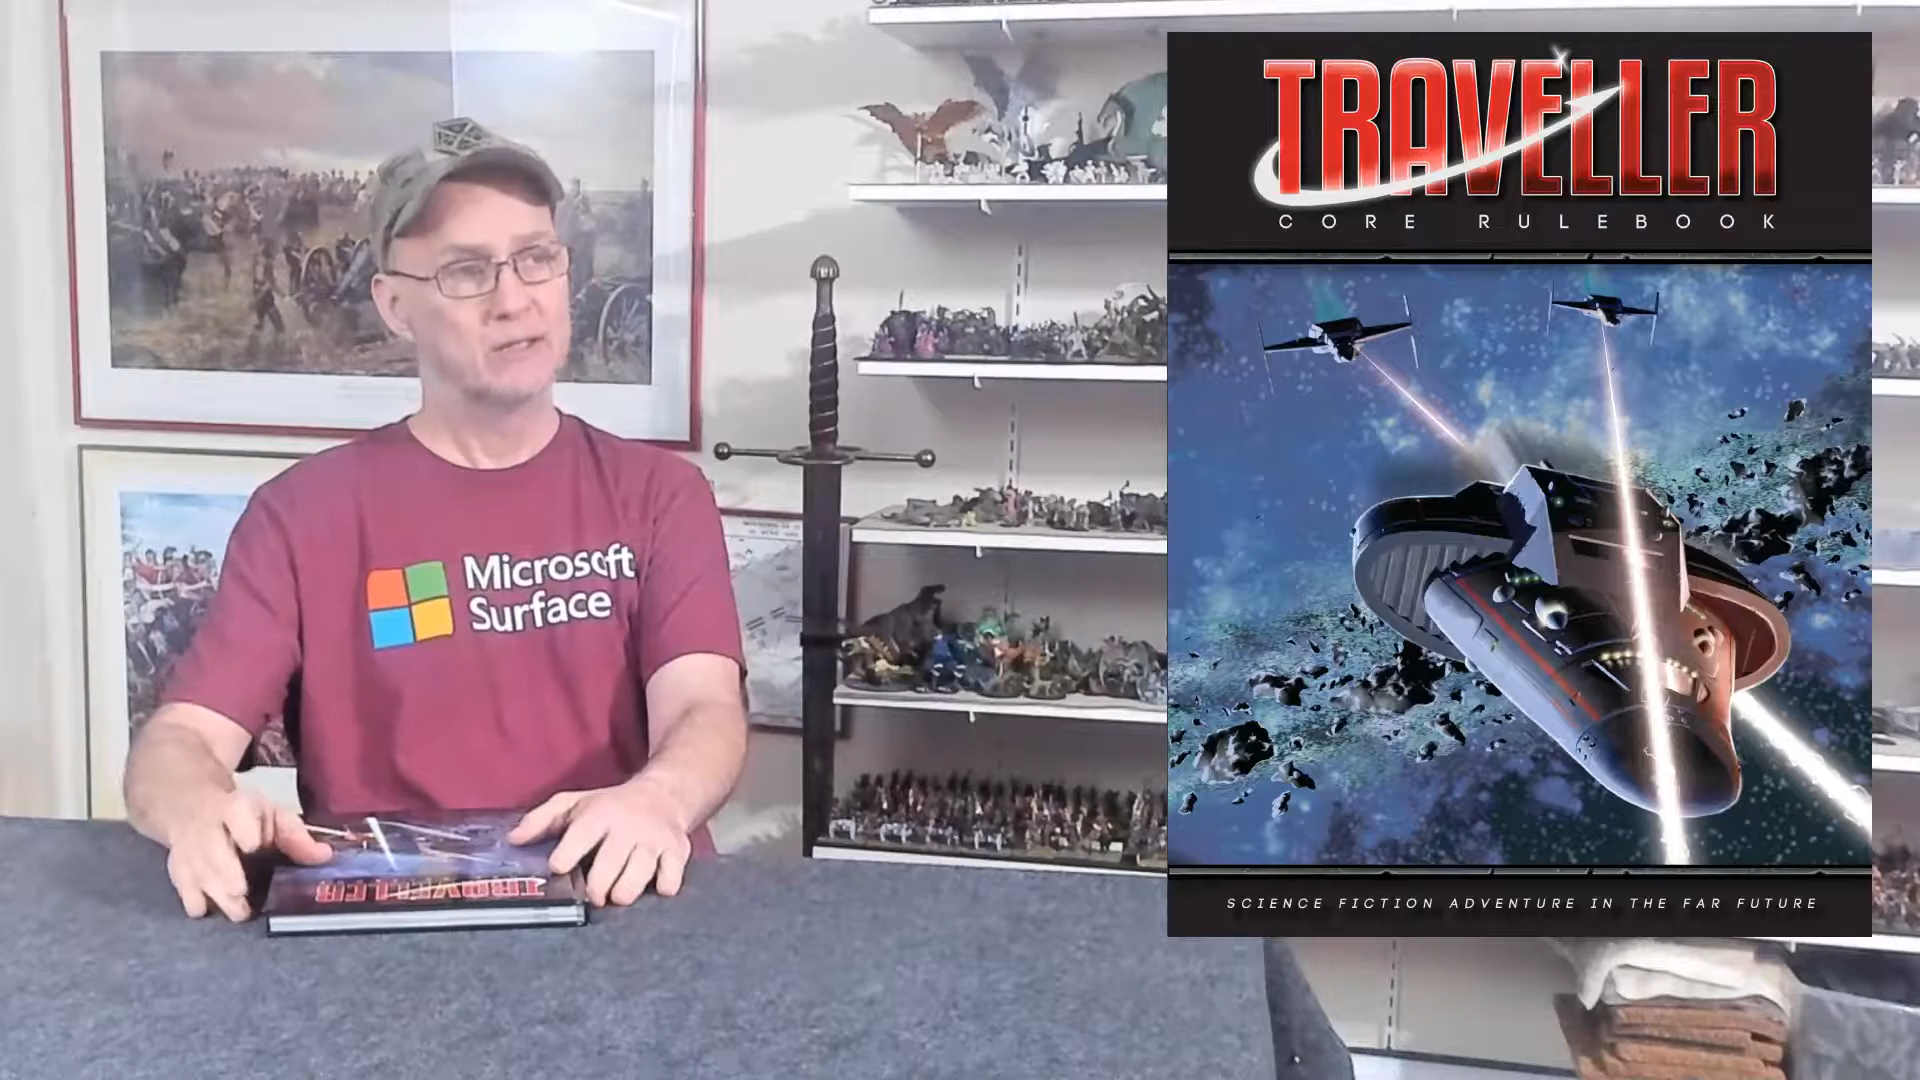 TRAVELLER
CORE RULEBOOK
Microsoft
Surface
TRAVELLER
SCIENCE FICTION ADVENTURE IN THE FAR FUTURE